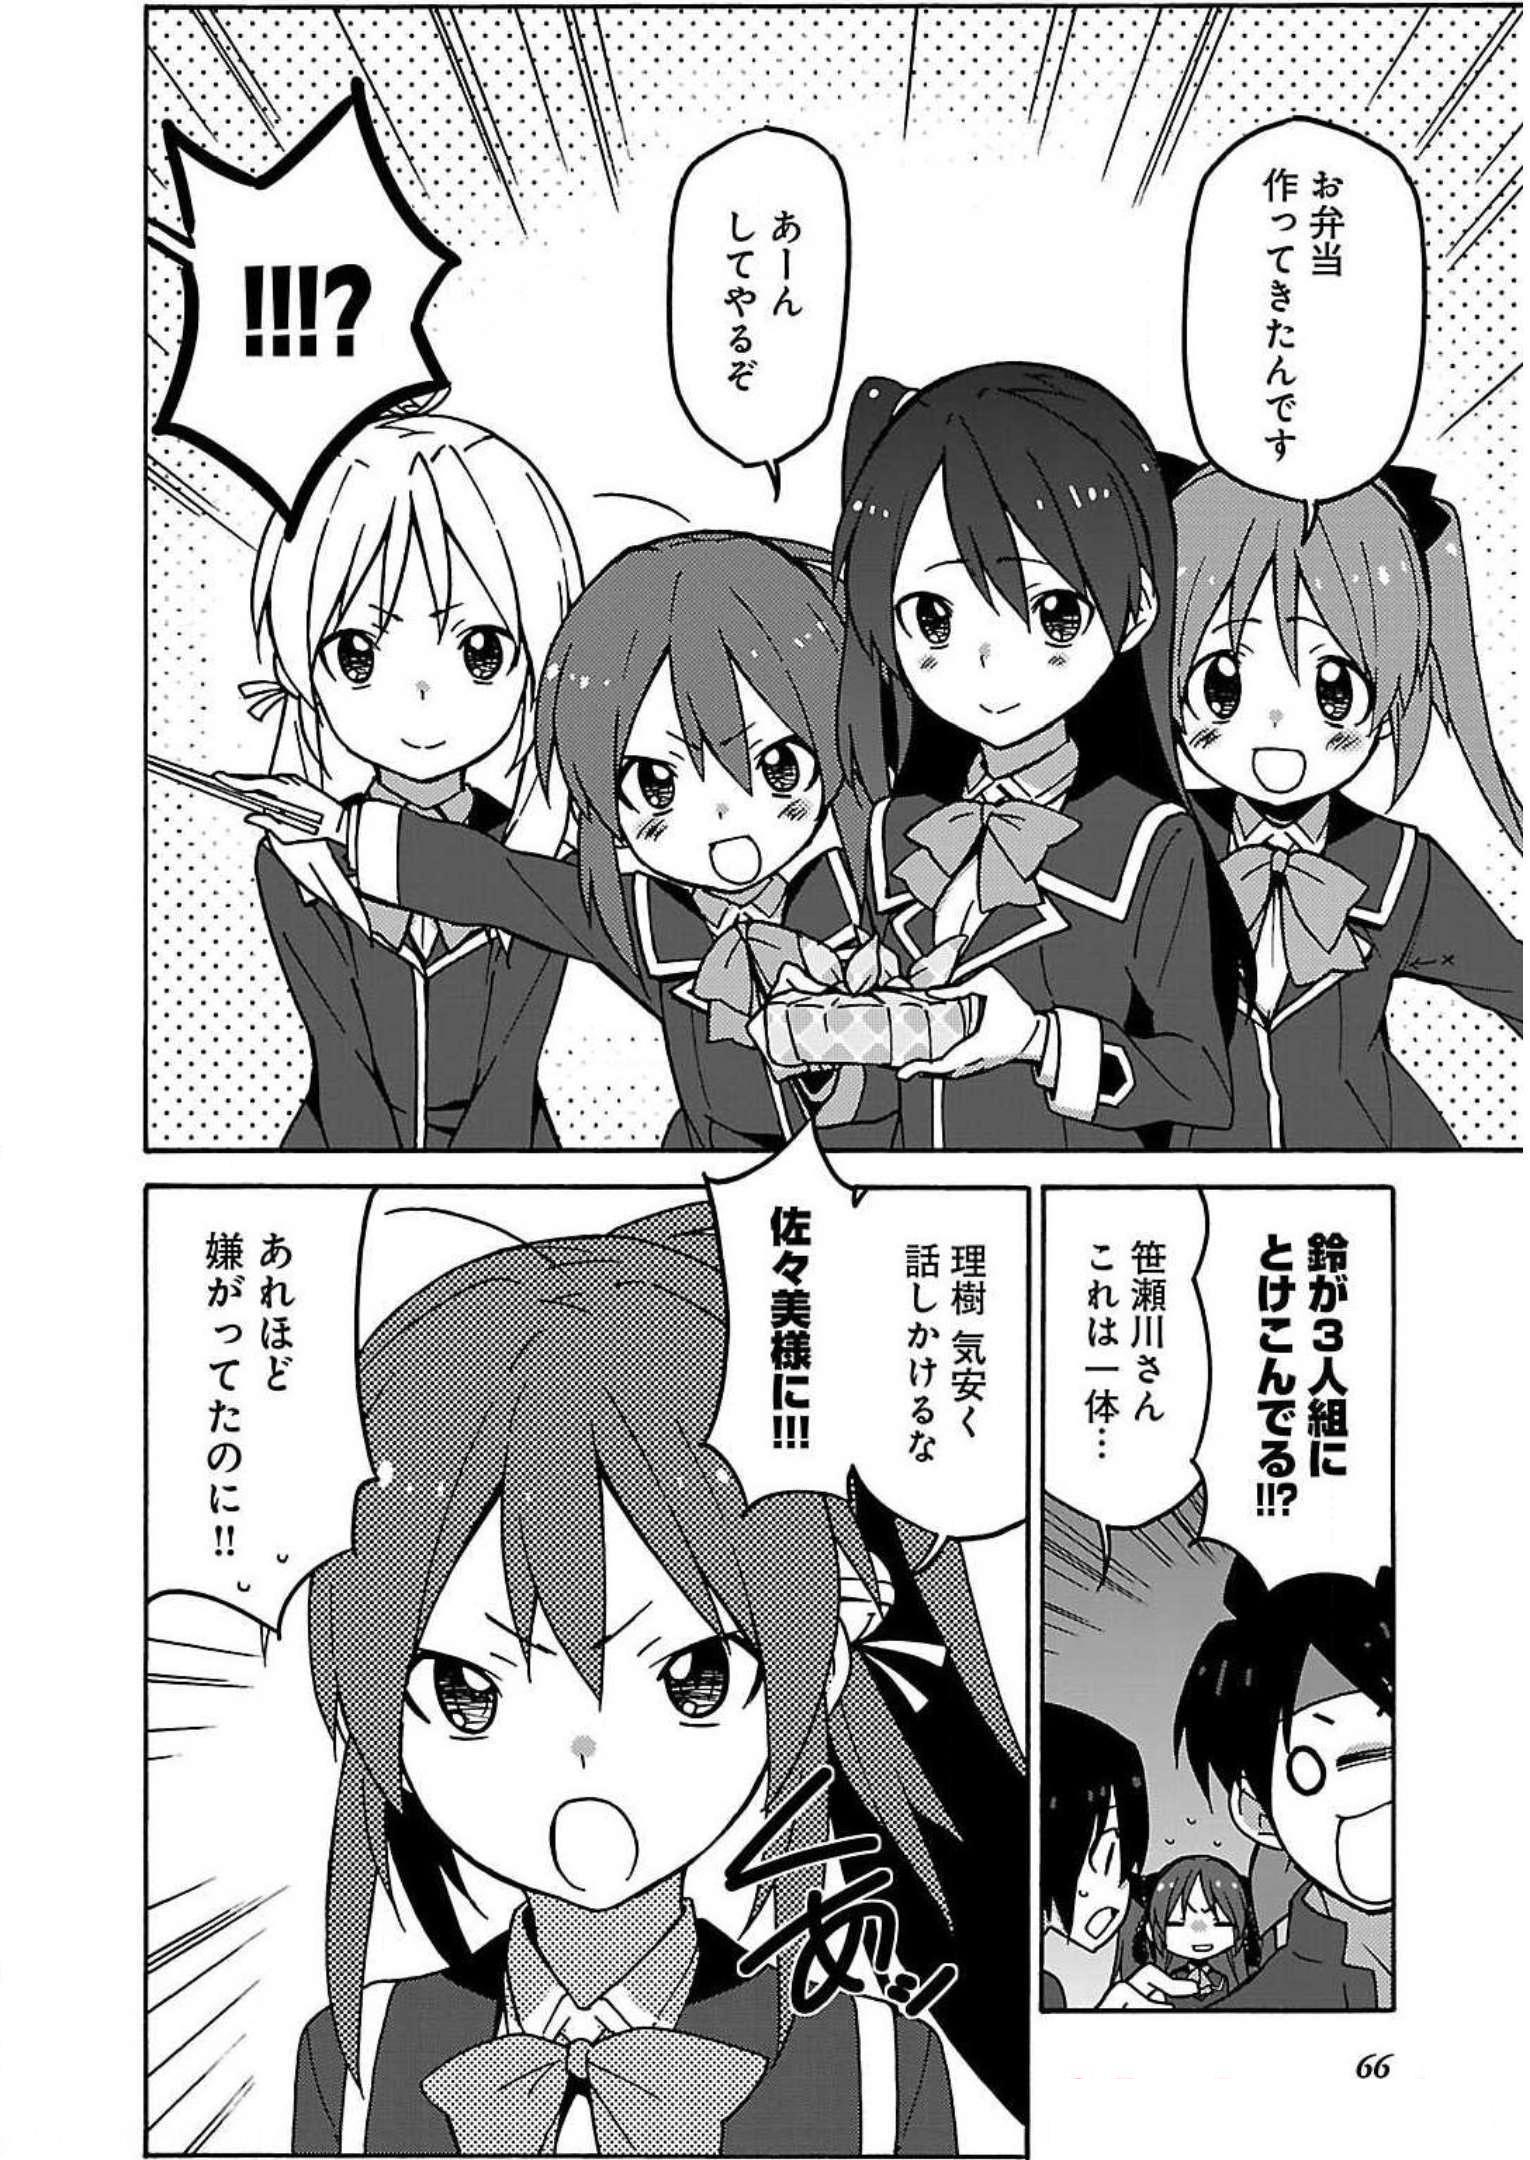 お弁当
作ってきたんです
あーん
してやるぞ
!!!?
鈴が3人組に
とけこんでる!!?
笹瀬川さん
これは一体…
理樹 気安く
話しかけるな
佐々美様に!!!
あれほど
嫌がってたのに!!
くわっ
66